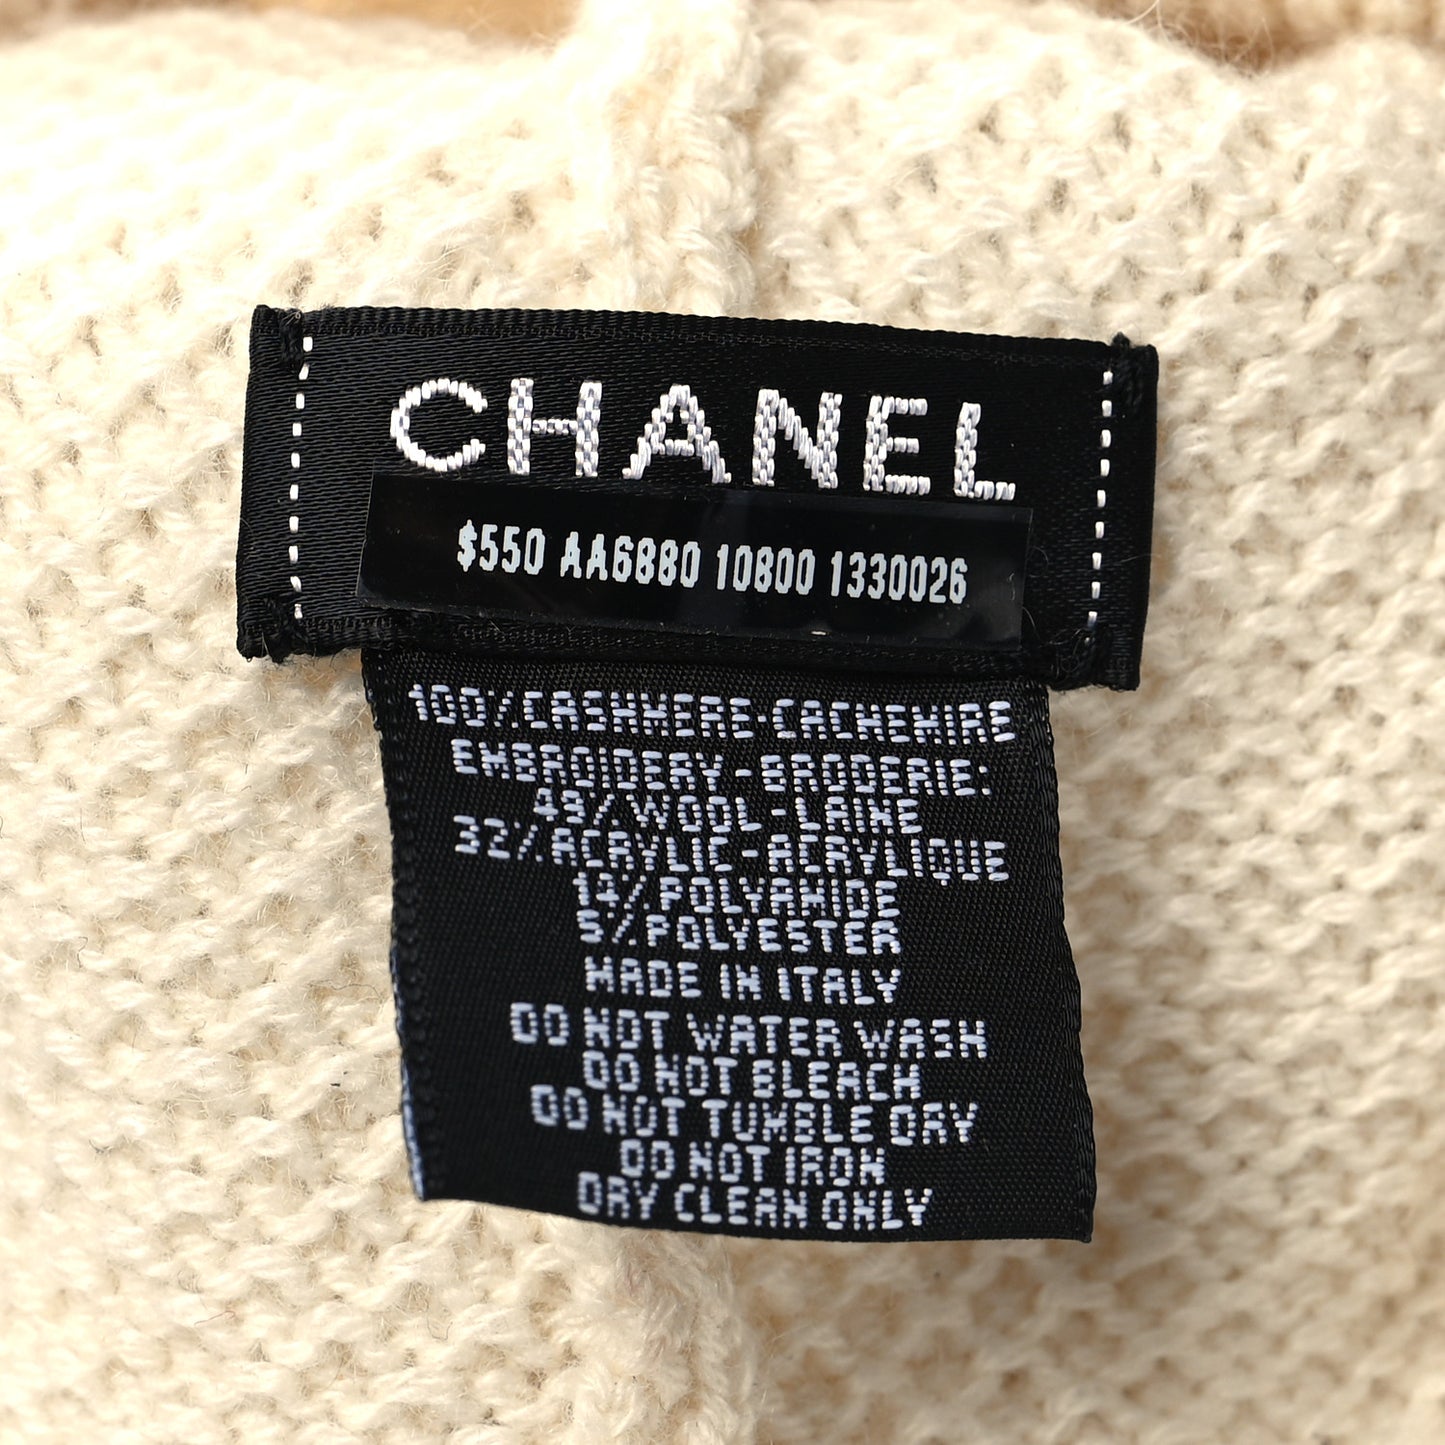 CHANEL
$550 AA6880 10800 1330026
100%CASHMERE-CACHEMIRE
EMBROIDERY-BRODERIE:
49%WOOL-LAINE
32%ACRYLIC-ACRYLIQUE
14%POLYAMIDE
5%POLYESTER
MADE IN ITALY
DO NOT WATER WASH
DO NOT BLEACH
DO NOT TUMBLE DRY
DO NOT IRON
DRY CLEAN ONLY